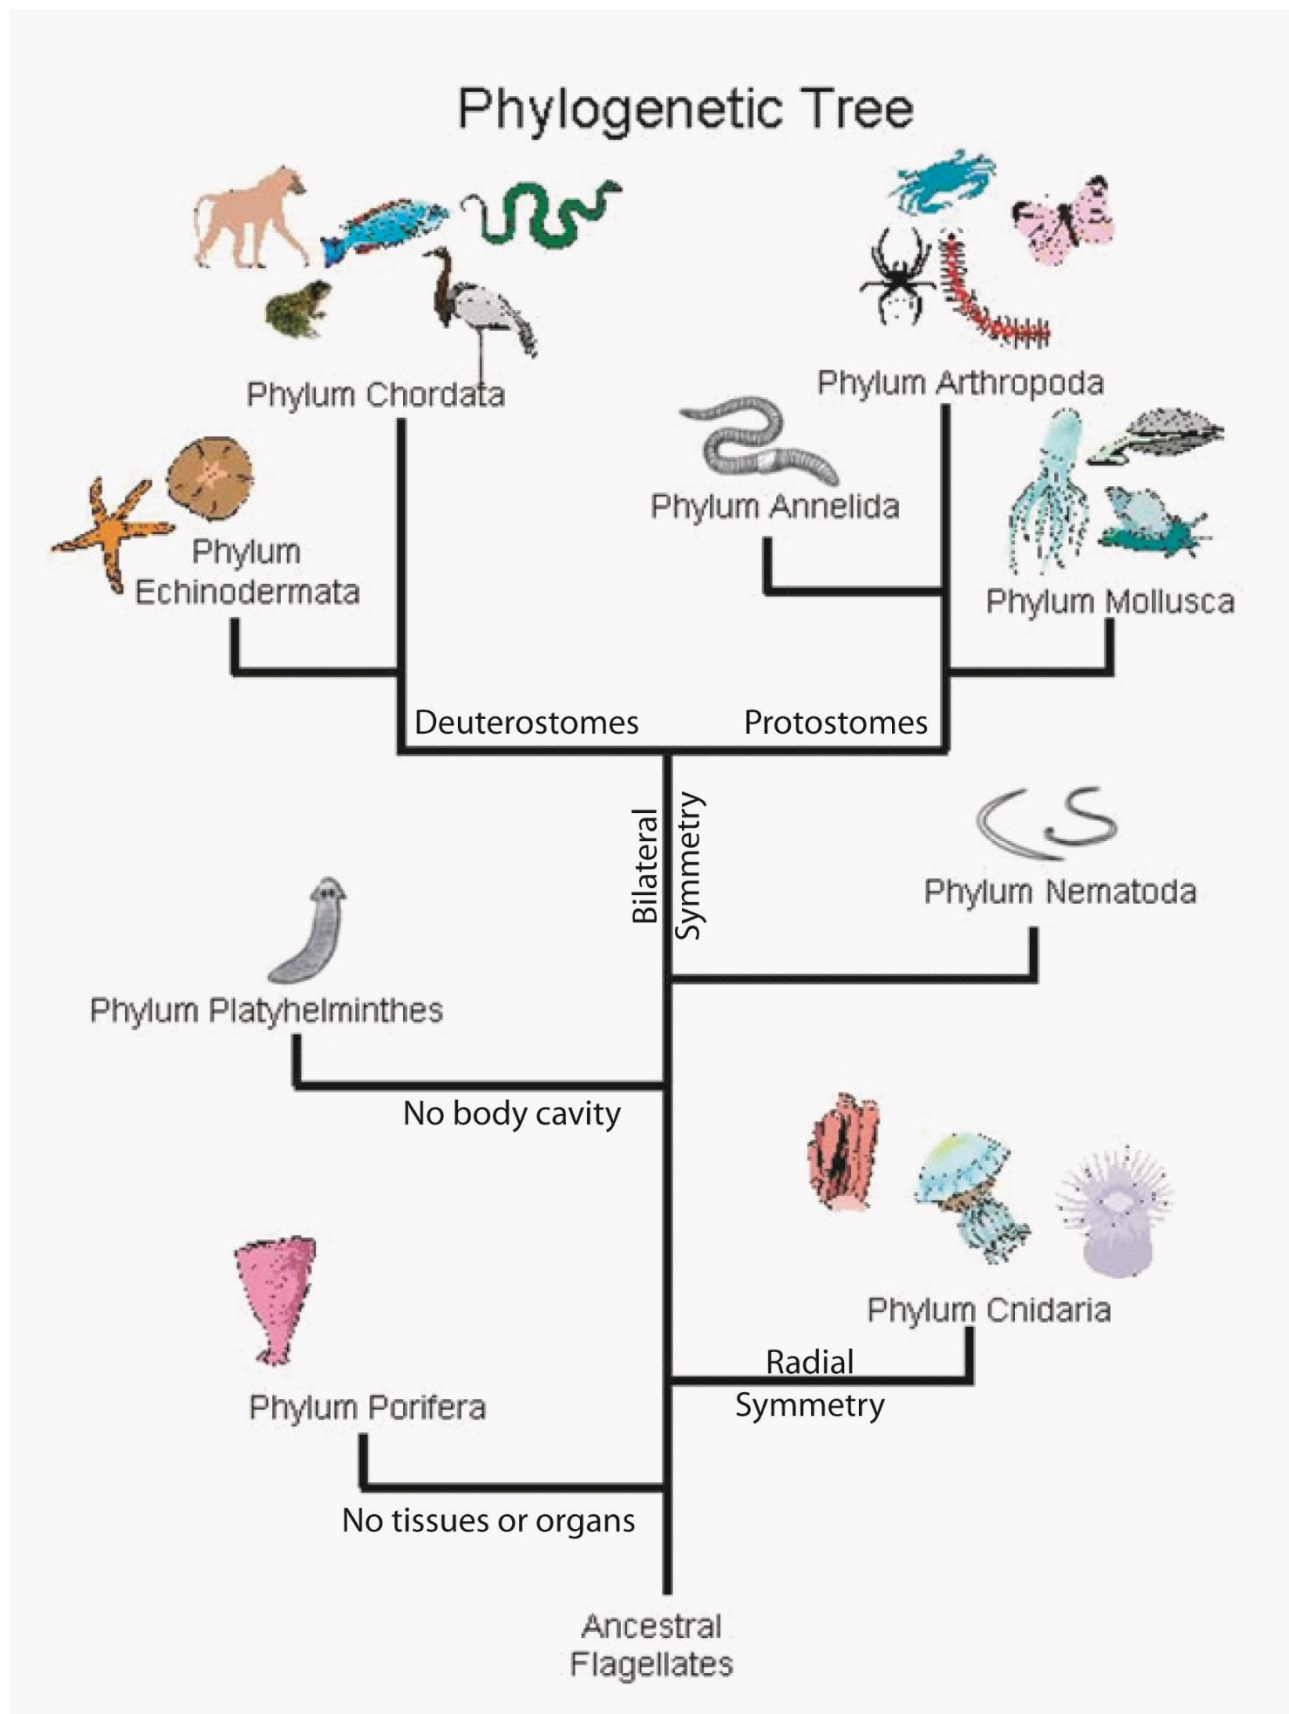 Phylogenetic Tree
Phylum Chordata
Phylum Arthropoda
Phylum Annelida
Phylum
Echinodermata
Phylum Mollusca
Deuterostomes
Protostomes
Bilateral
Symmetry
Phylum Nematoda
Phylum Platyhelminthes
No body cavity
Phylum Cnidaria
Radial
Symmetry
Phylum Porifera
No tissues or organs
Ancestral
Flagellates